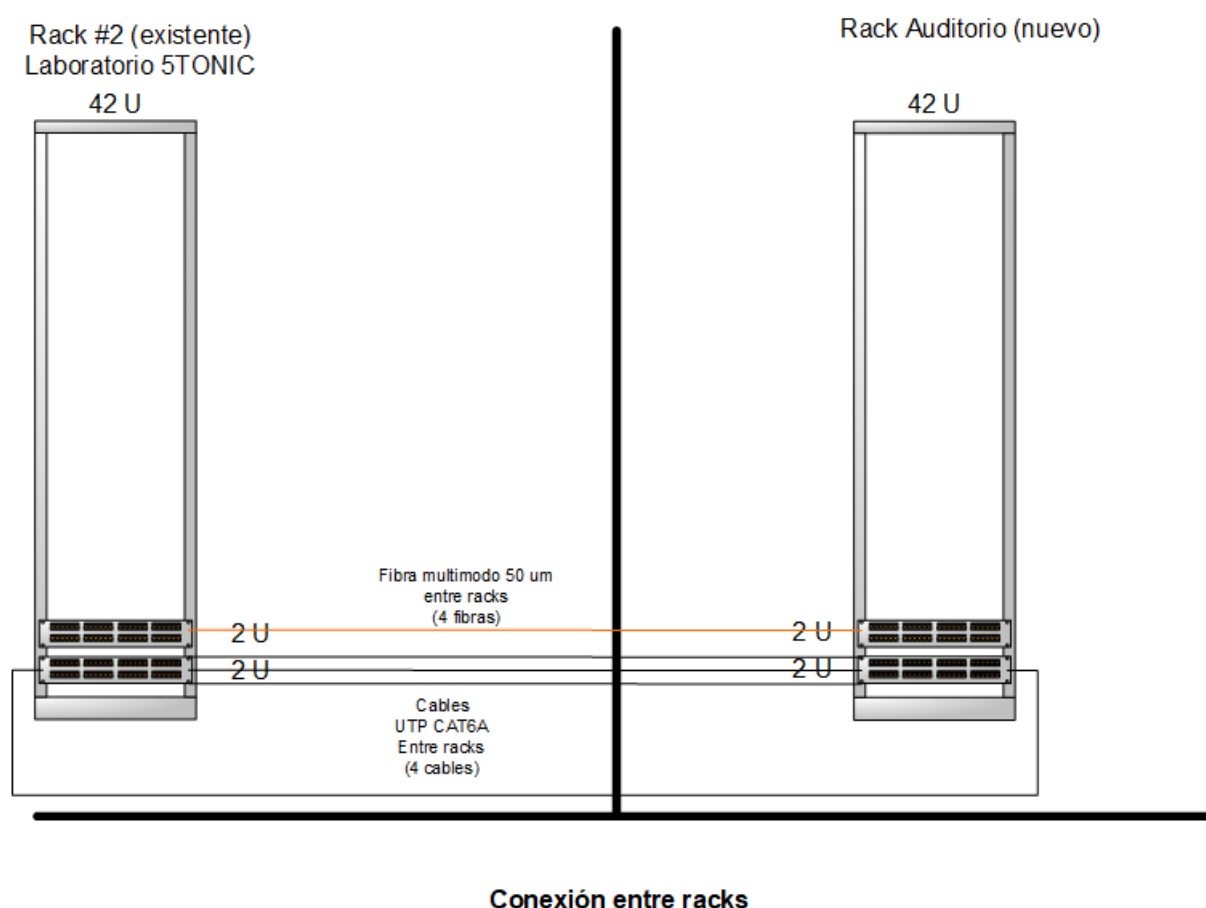 Rack #2 (existente)
Laboratorio 5TONIC
42 U
Rack Auditorio (nuevo)
42 U
Fibra multimodo 50 um
entre racks
(4 fibras)
2 U
2 U
2 U
2 U
Cables
UTP CAT6A
Entre racks
(4 cables)
Conexión entre racks